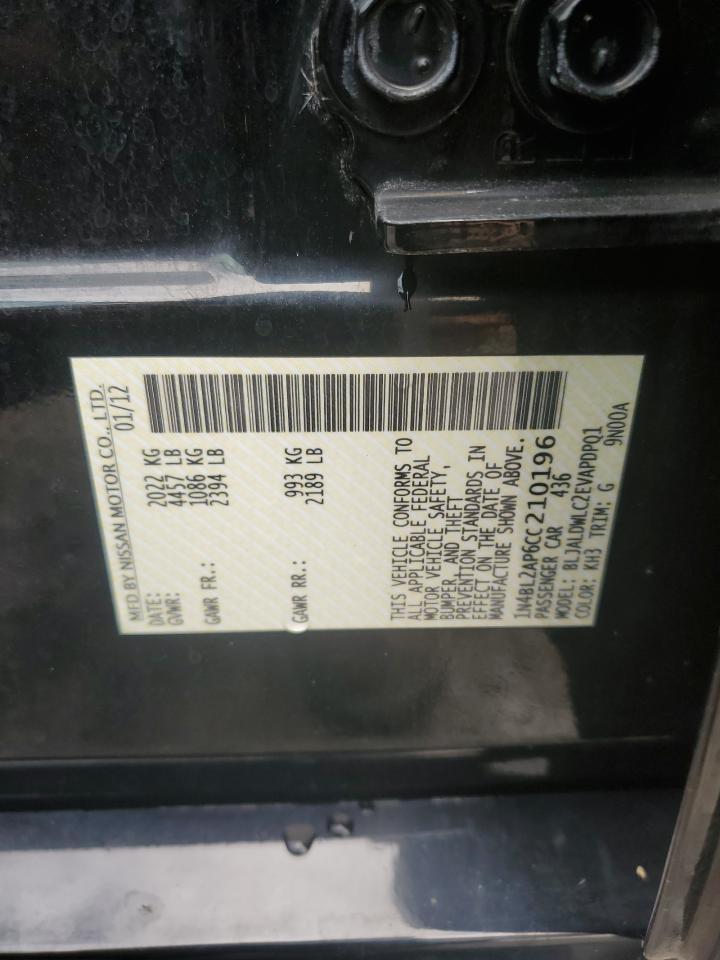 MFD BY NISSAN MOTOR CO., LTD.
DATE: 01/12
GVWR: 2022 KG
4457 LB
GAWR FR.: 1086 KG
2394 LB
GAWR RR.: 993 KG
2189 LB
THIS VEHICLE CONFORMS TO
ALL APPLICABLE FEDERAL
MOTOR VEHICLE SAFETY,
BUMPER, AND THEFT
PREVENTION STANDARDS IN
EFFECT ON THE DATE OF
MANUFACTURE SHOWN ABOVE.
1N4BL2AP6CC210196
PASSENGER CAR 436
MODEL: BLJALDWLC2EVAPDPQ1
COLOR: KH3 TRIM: G 9N00A